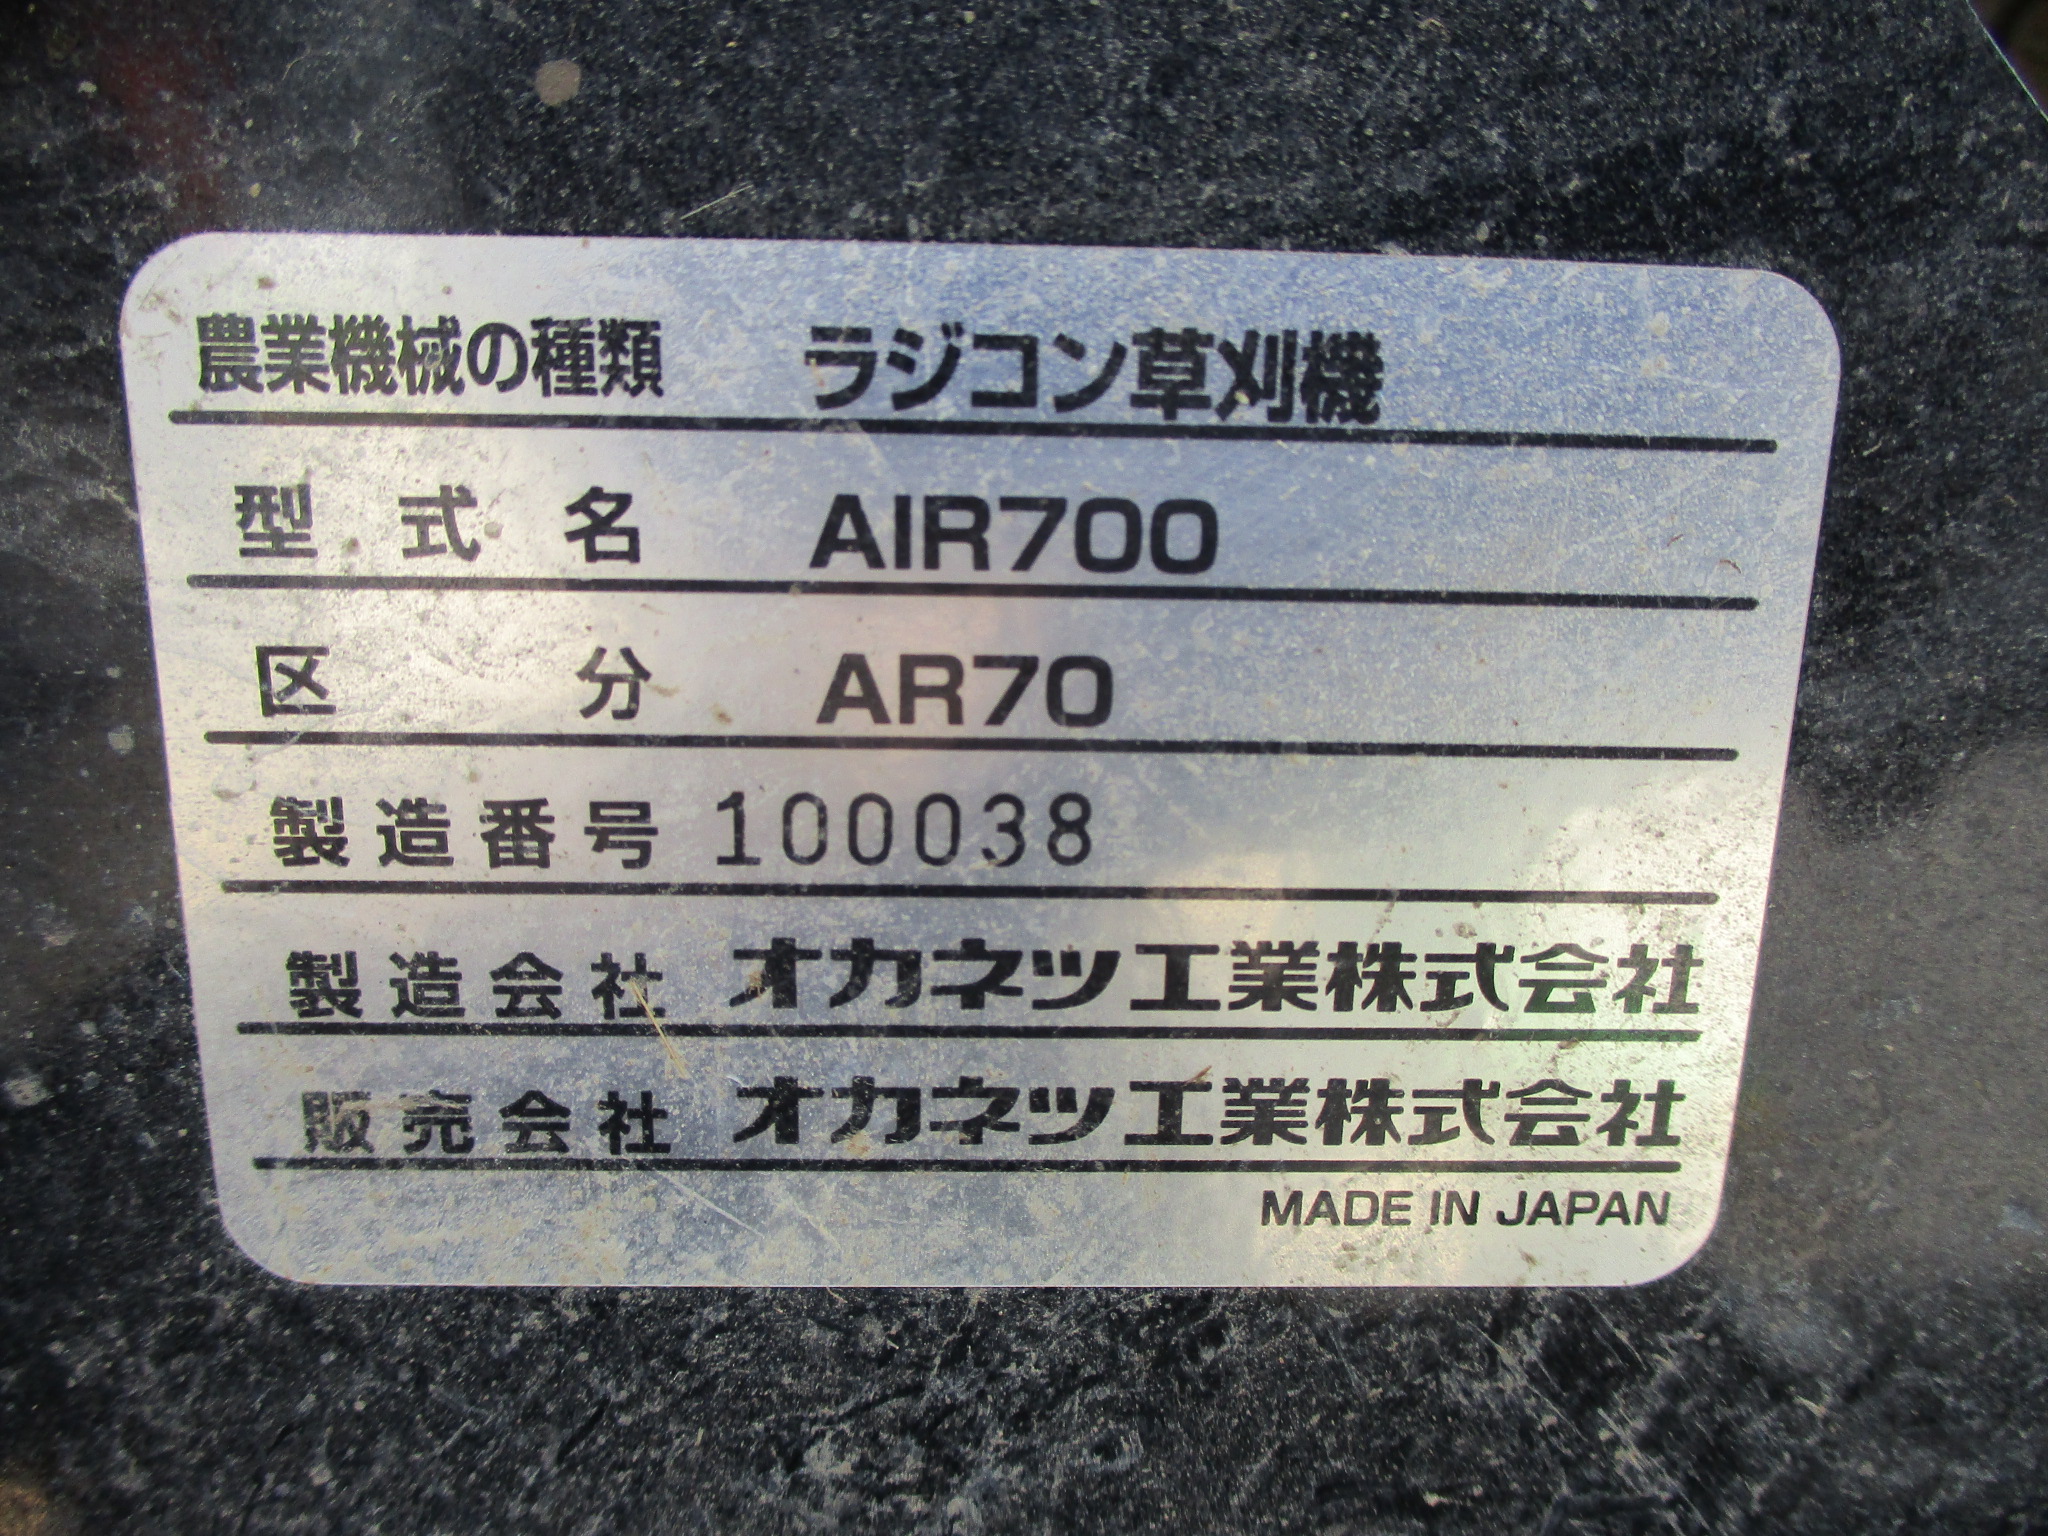 農業機械の種類 ラジコン草刈機
型式名 AIR700
区分 AR70
製造番号 100038
製造会社 オカネツ工業株式会社
販売会社 オカネツ工業株式会社
MADE IN JAPAN